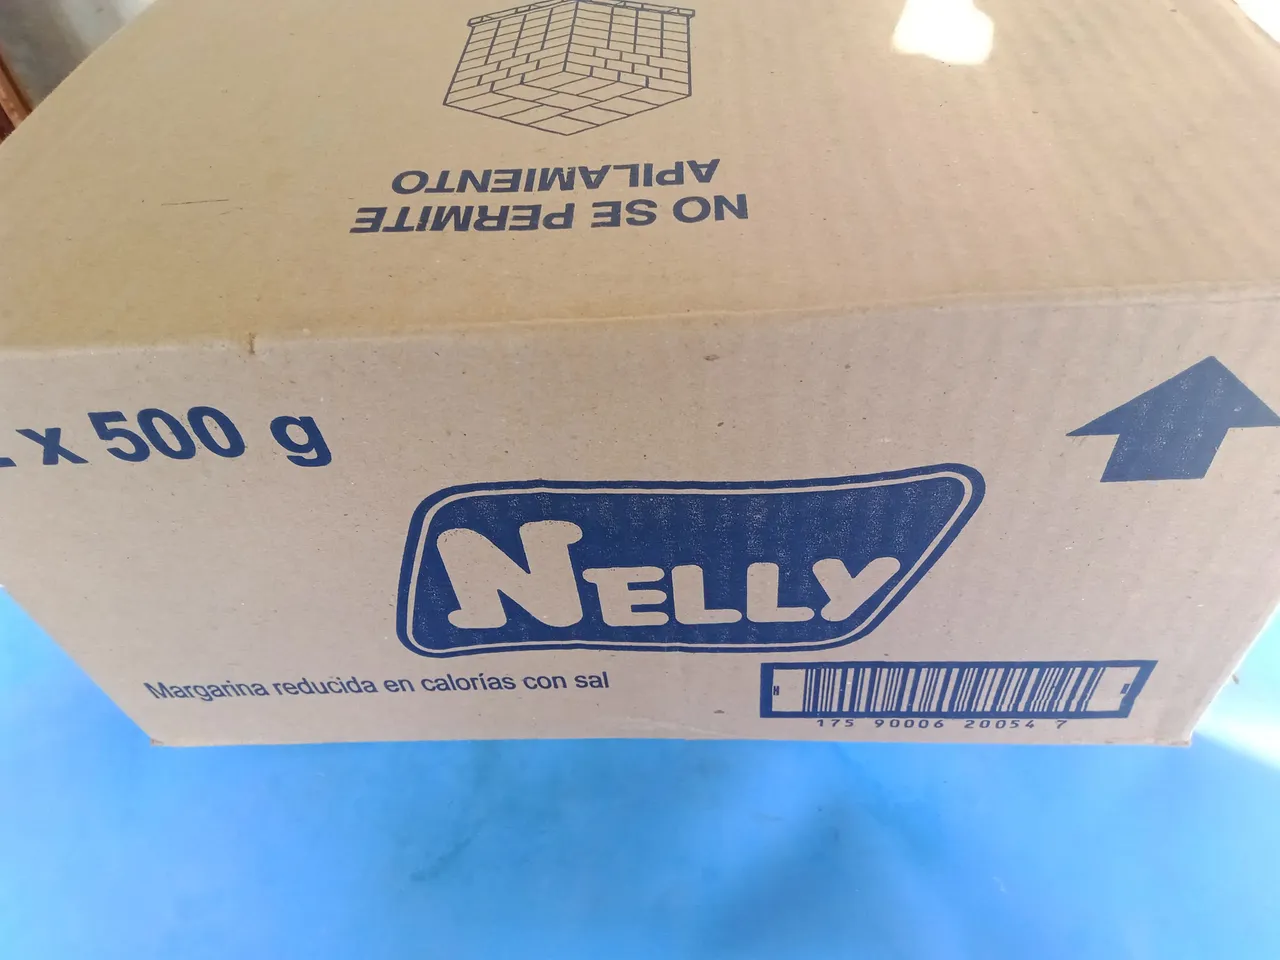 NO SE PERMITE
APILAMIENTO
x 500 g
NELLY
Margarina reducida en calorías con sal
175 90006 20054 7